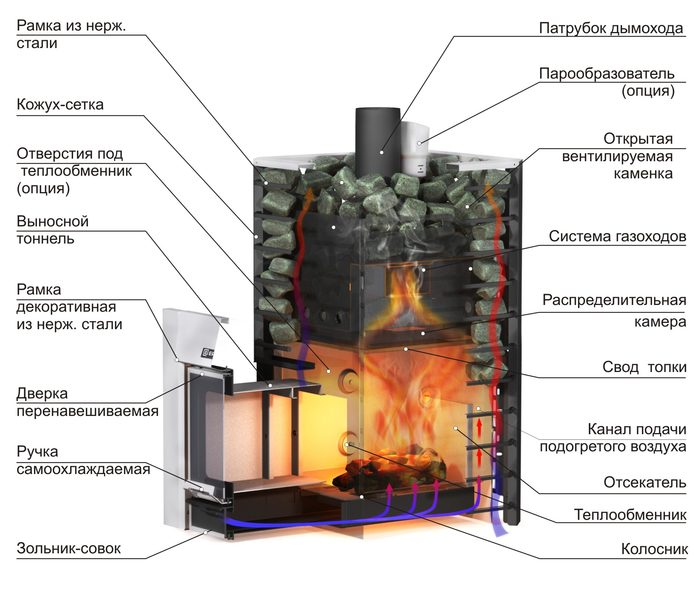 Рамка из нерж.
стали
Кожух-сетка
Отверстия под
теплообменник
(опция)
Выносной
тоннель
Рамка
декоративная
из нерж. стали
Дверка
перенавешиваемая
Ручка
самоохлаждаемая
Зольник-совок
Патрубок дымохода
Парообразователь
(опция)
Открытая
вентилируемая
каменка
Система газоходов
Распределительная
камера
Свод топки
Канал подачи
подогретого воздуха
Отсекатель
Теплообменник
Колосник